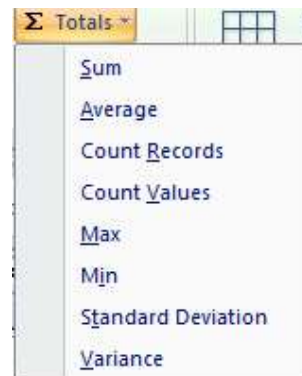 Σ Totals
Sum
Average
Count Records
Count Values
Max
Min
Standard Deviation
Variance